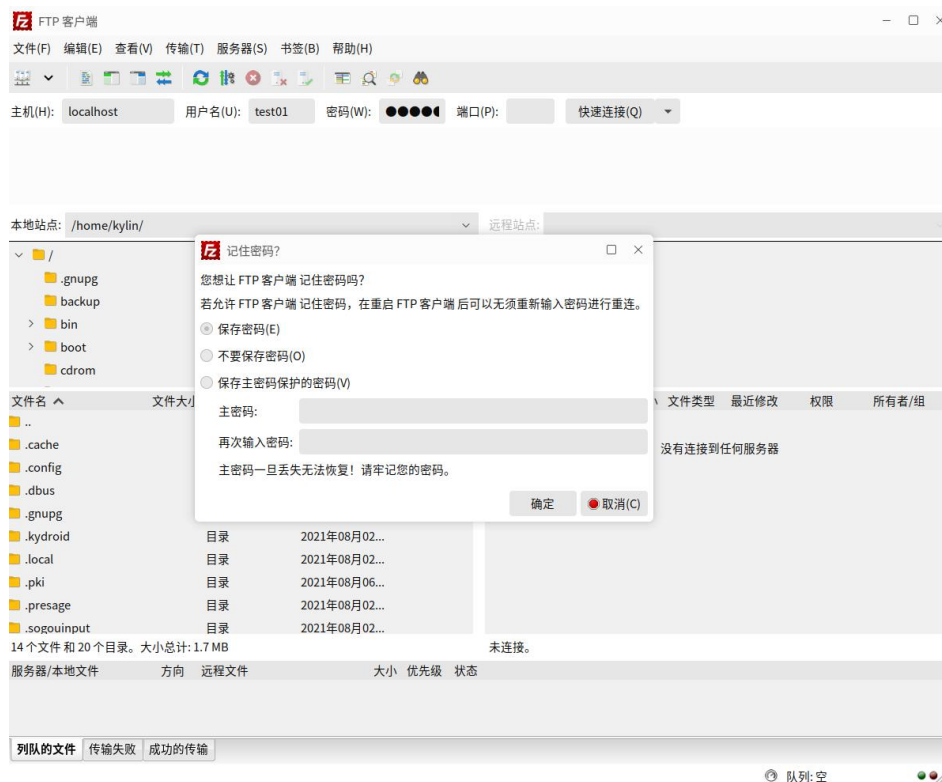 FTP 客户端
文件(F) 编辑(E) 查看(V) 传输(T) 服务器(S) 书签(B) 帮助(H)
主机(H): localhost 用户名(U): test01 密码(W): 端口(P): 快速连接(Q)
本地站点: /home/kylin/ 远程站点:
/
.gnupg
backup
bin
boot
cdrom
记住密码?
您想让 FTP 客户端 记住密码吗?
若允许 FTP 客户端 记住密码，在重启 FTP 客户端 后可以无须重新输入密码进行重连。
保存密码(E)
不要保存密码(O)
保存主密码保护的密码(V)
主密码:
再次输入密码:
主密码一旦丢失无法恢复！请牢记您的密码。
确定 取消(C)
文件名 文件大小 文件类型 最近修改 权限 所有者/组
..
.cache
.config
.dbus
.gnupg
.kydroid 目录 2021年08月02...
.local 目录 2021年08月02...
.pki 目录 2021年08月06...
.presage 目录 2021年08月02...
.sogouinput 目录 2021年08月02...
没有连接到任何服务器
14 个文件 和 20 个目录。大小总计: 1.7 MB 未连接。
服务器/本地文件 方向 远程文件 大小 优先级 状态
列队的文件 传输失败 成功的传输
队列: 空